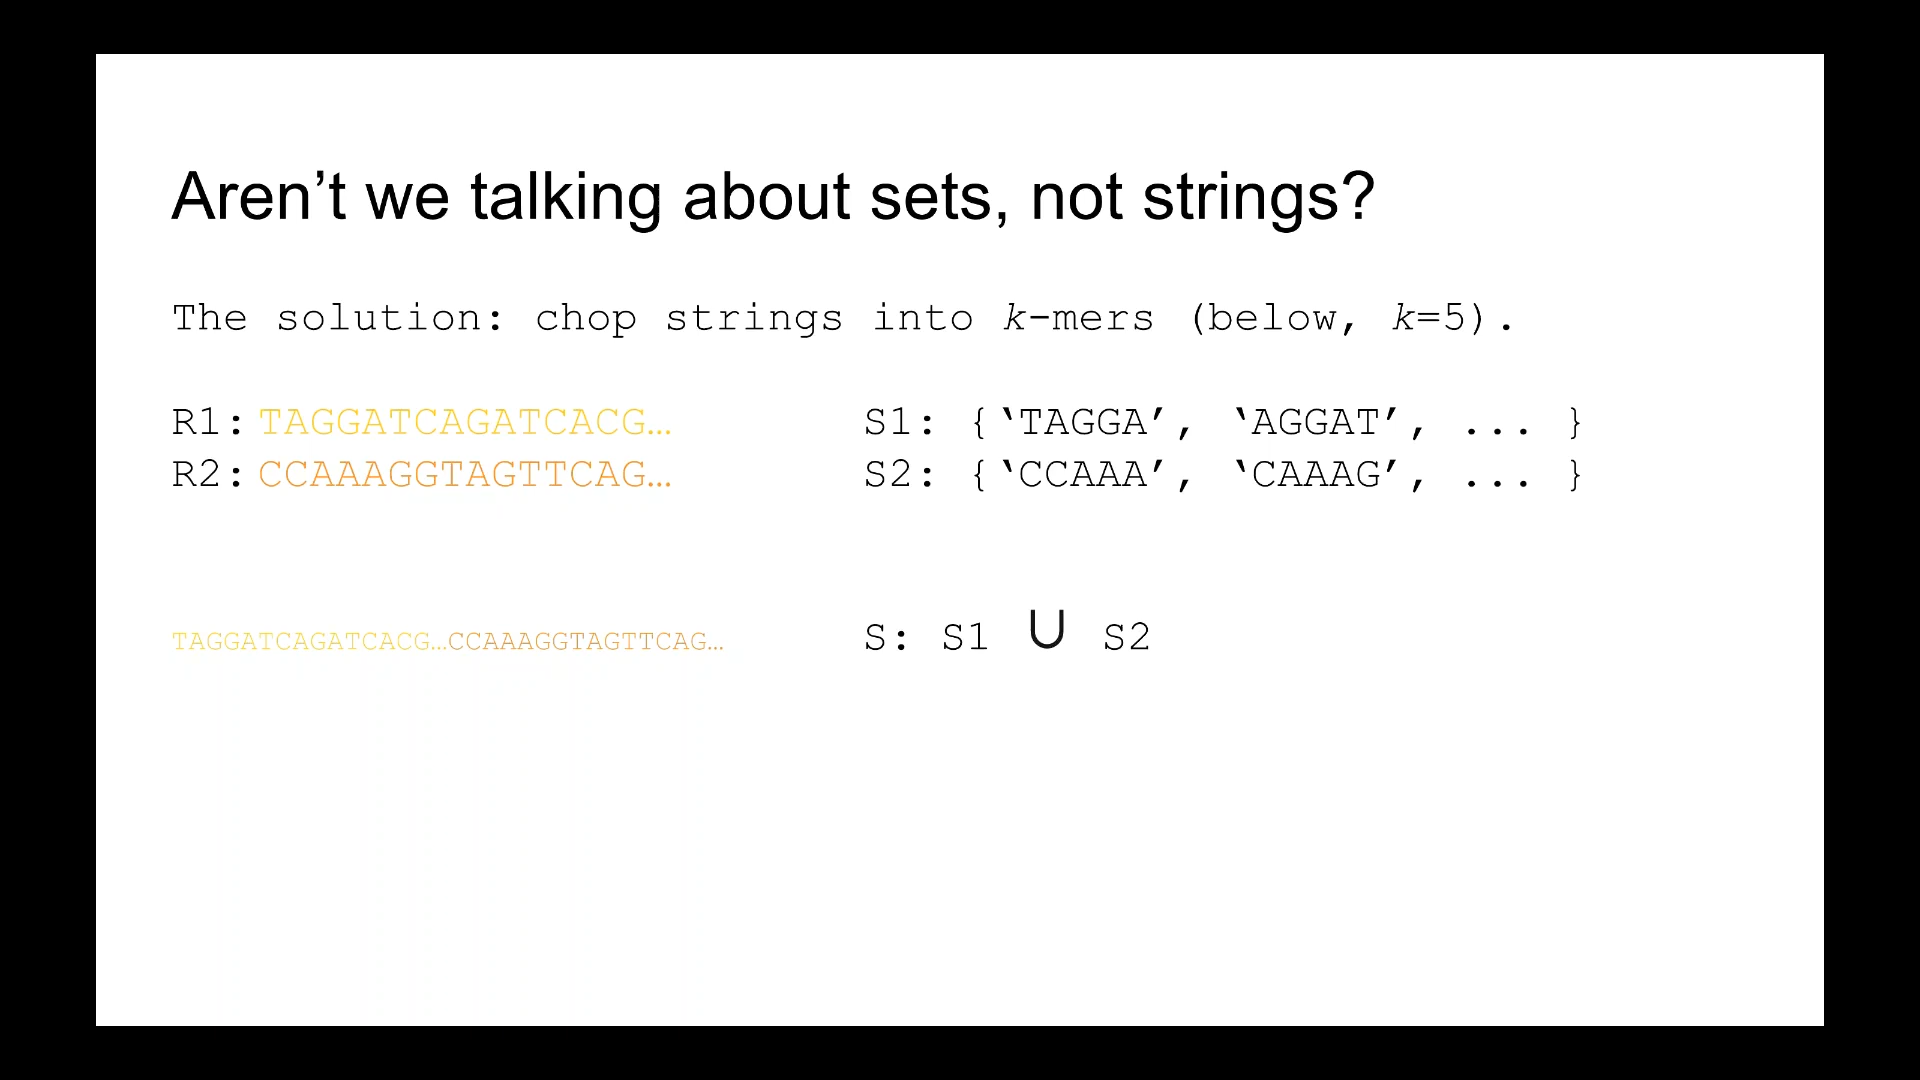 Aren’t we talking about sets, not strings?
The solution: chop strings into k-mers (below, k=5).
R1: TAGGATCAGATCACG… S1: {‘TAGGA’, ‘AGGAT’, ... }
R2: CCAAAGGTAGTTCAG… S2: {‘CCAAA’, ‘CAAAG’, ... }
TAGGATCAGATCACG…CCAAAGGTAGTTCAG… S: S1 ∪ S2